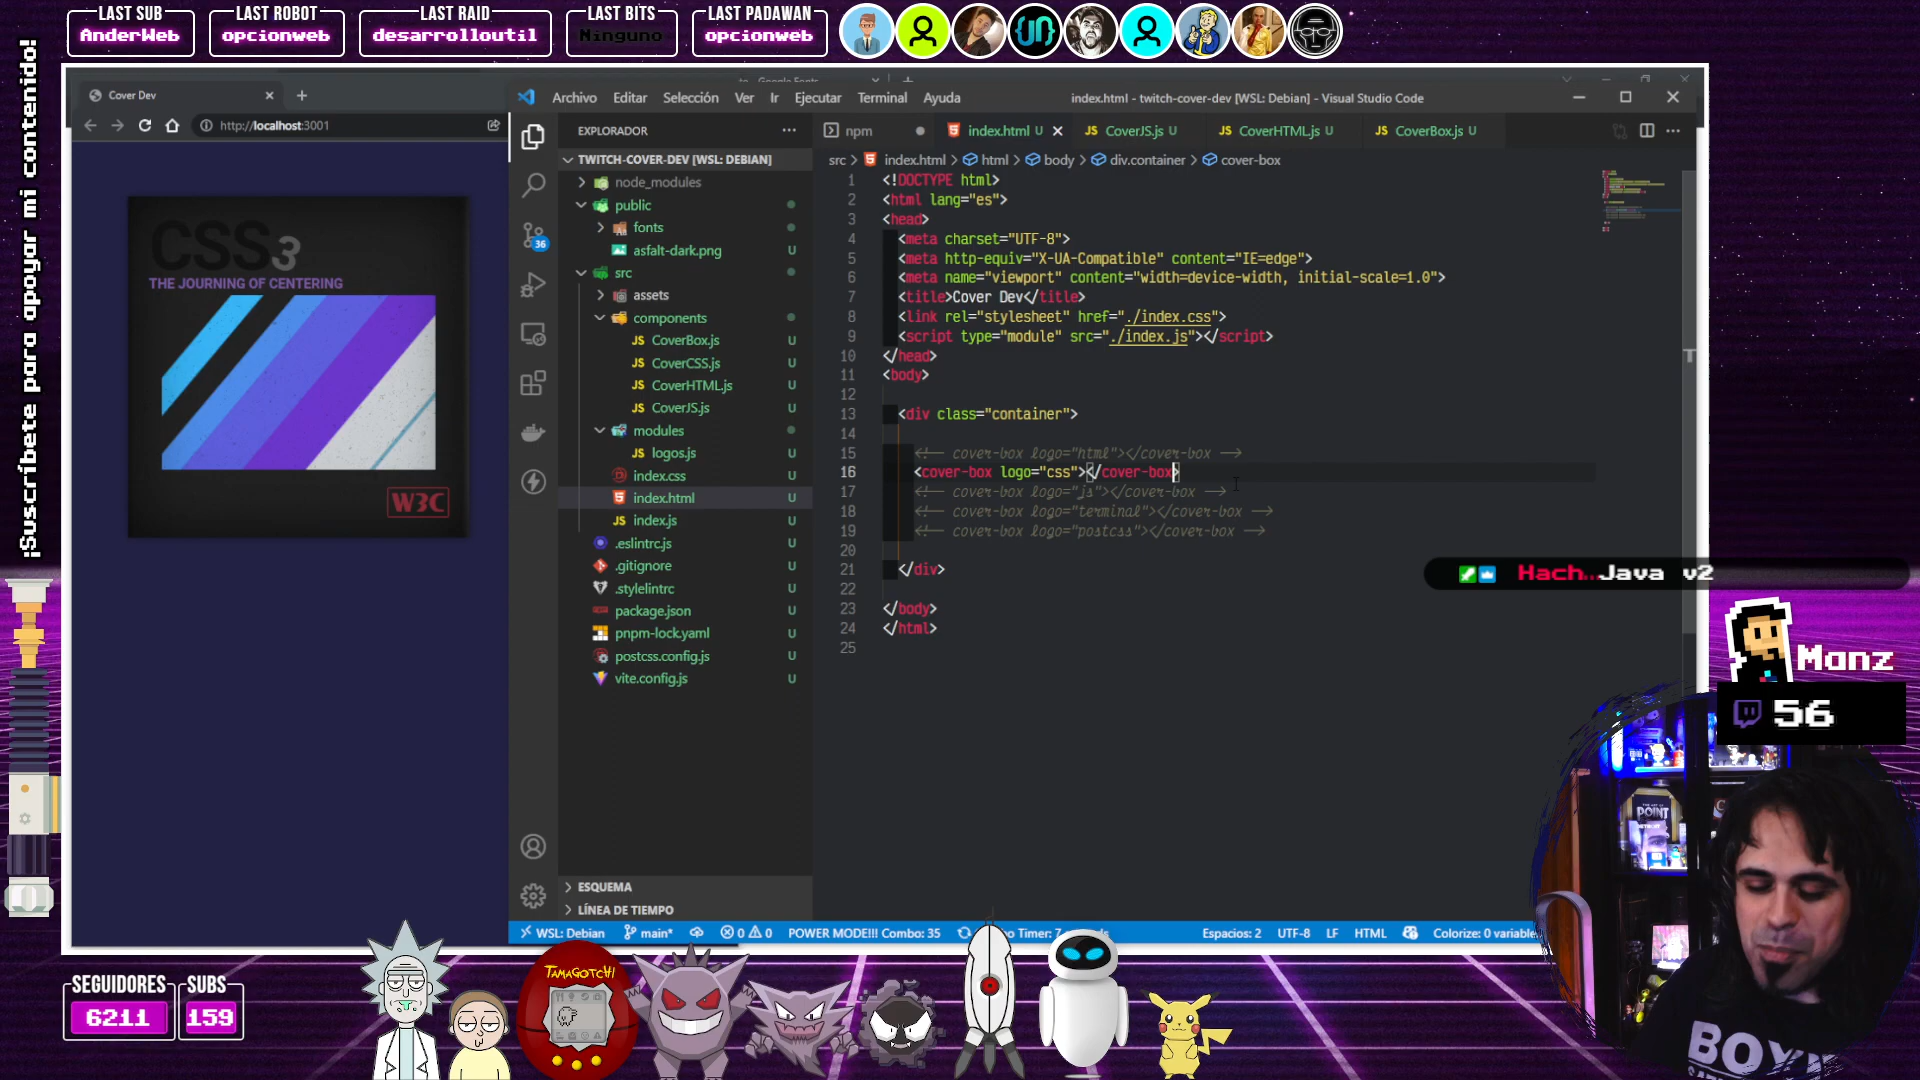 LAST SUB
AnderWeb
LAST ROBOT
opcionweb
LAST RAID
desarrolloutil
LAST BITS
Ninguno
LAST PADAWAN
opcionweb
¡Suscríbete para apoyar mi contenido!
Cover Dev
http://localhost:3001
CSS3
THE JOURNING OF CENTERING
W3C
Archivo Editar Selección Ver Ir Ejecutar Terminal Ayuda
index.html - twitch-cover-dev [WSL: Debian] - Visual Studio Code
EXPLORADOR
TWITCH-COVER-DEV [WSL: DEBIAN]
node_modules
public
fonts
asfalt-dark.png U
src
assets
components
CoverBox.js U
CoverCSS.js U
CoverHTML.js U
CoverJS.js U
modules
logos.js U
index.css U
index.html U
index.js U
.eslintrc.js U
.gitignore U
.stylelintrc U
package.json U
pnpm-lock.yaml U
postcss.config.js U
vite.config.js U
ESQUEMA
LÍNEA DE TIEMPO
36
npm
index.html U
CoverJS.js U
CoverHTML.js U
CoverBox.js U
src > index.html > html > body > div.container > cover-box
1 <!DOCTYPE html>
2 <html lang="es">
3 <head>
4 <meta charset="UTF-8">
5 <meta http-equiv="X-UA-Compatible" content="IE=edge">
6 <meta name="viewport" content="width=device-width, initial-scale=1.0">
7 <title>Cover Dev</title>
8 <link rel="stylesheet" href="./index.css">
9 <script type="module" src="./index.js"></script>
10 </head>
11 <body>
12
13 <div class="container">
14
15 <!-- cover-box logo="html"></cover-box -->
16 <cover-box logo="css"></cover-box>
17 <!-- cover-box logo="js"></cover-box -->
18 <!-- cover-box logo="terminal"></cover-box -->
19 <!-- cover-box logo="postcss"></cover-box -->
20
21 </div>
22
23 </body>
24 </html>
25
WSL: Debian main* 0 0 POWER MODE!!! Combo: 35
Timer: 7
Espacios: 2 UTF-8 LF HTML Colorize: 0 variable
Hach... Java v2
Manz
56
POINT
SEGUIDORES
6211
SUBS
159
TAMAGOTCHI